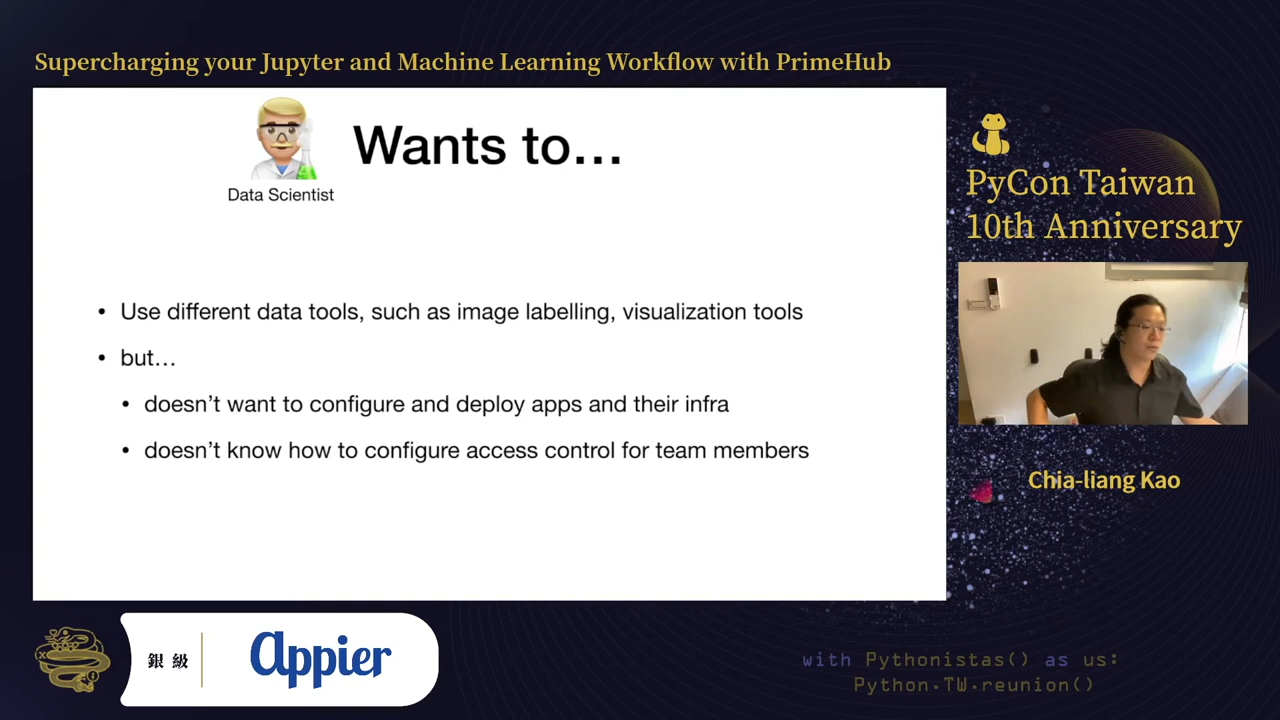 Supercharging your Jupyter and Machine Learning Workflow with PrimeHub
Wants to…
Data Scientist
• Use different data tools, such as image labelling, visualization tools
• but…
• doesn’t want to configure and deploy apps and their infra
• doesn’t know how to configure access control for team members
PyCon Taiwan
10th Anniversary
Chia-liang Kao
銀 級
appier
with Pythonistas() as us:
Python.TW.reunion()